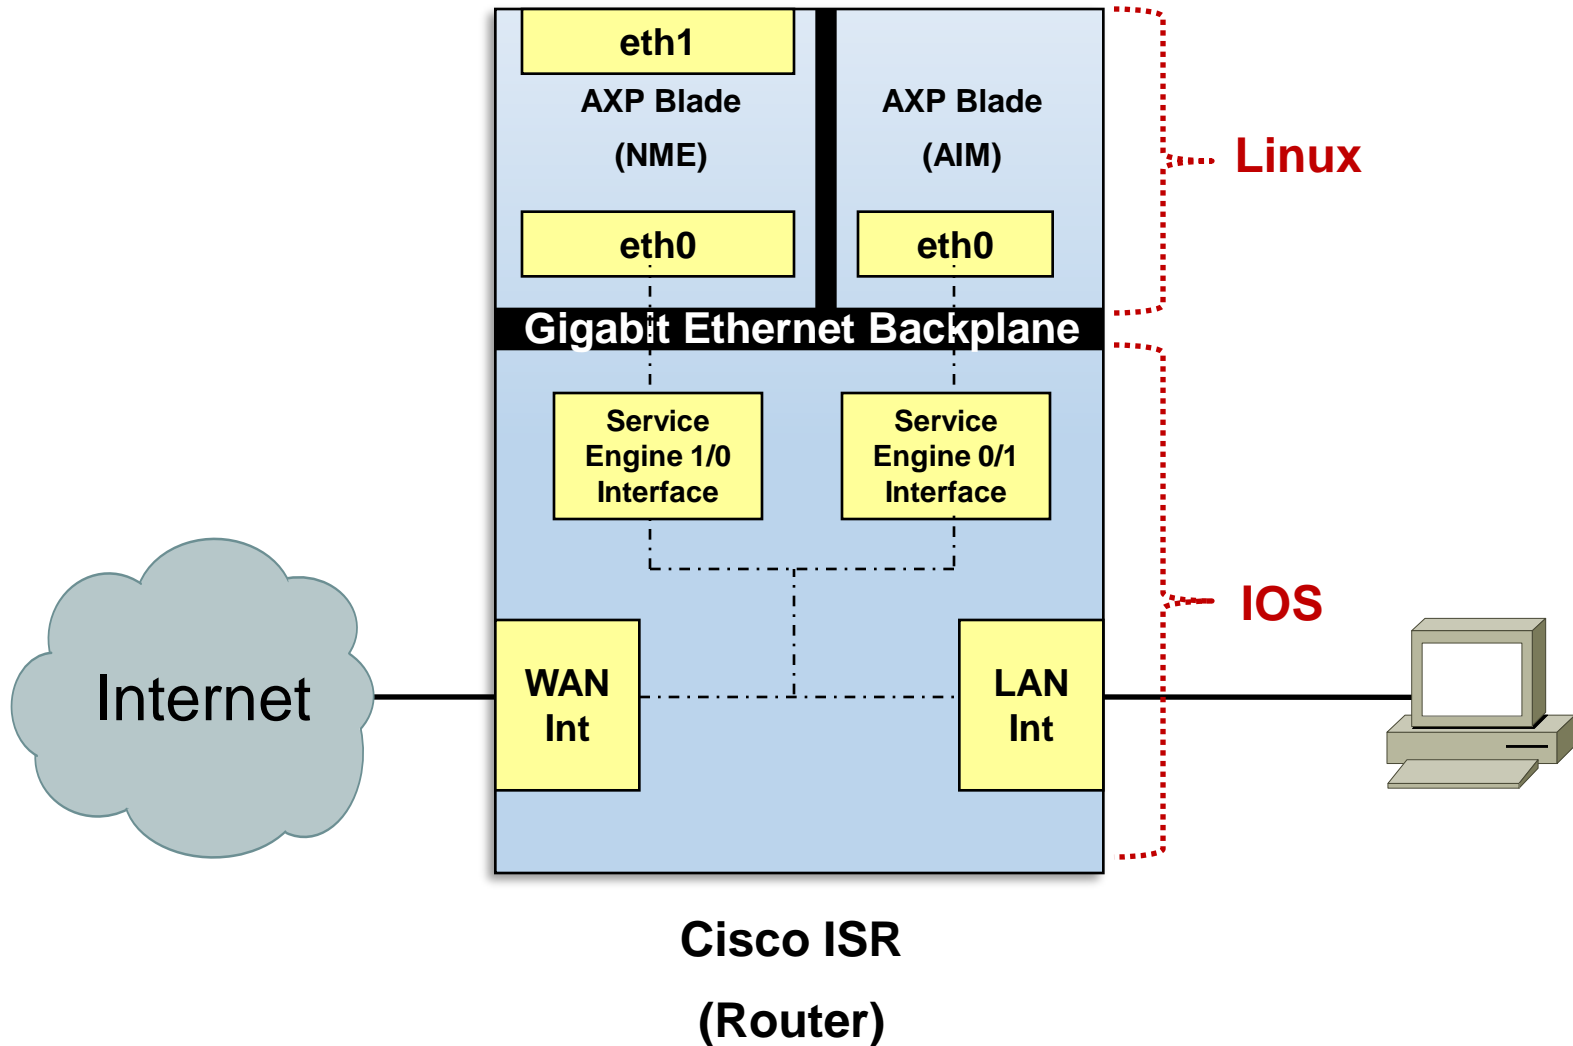 eth1
AXP Blade
(NME)
AXP Blade
(AIM)
Linux
eth0
eth0
Gigabit Ethernet Backplane
Service
Engine 1/0
Interface
Service
Engine 0/1
Interface
IOS
Internet
WAN
Int
LAN
Int
Cisco ISR
(Router)